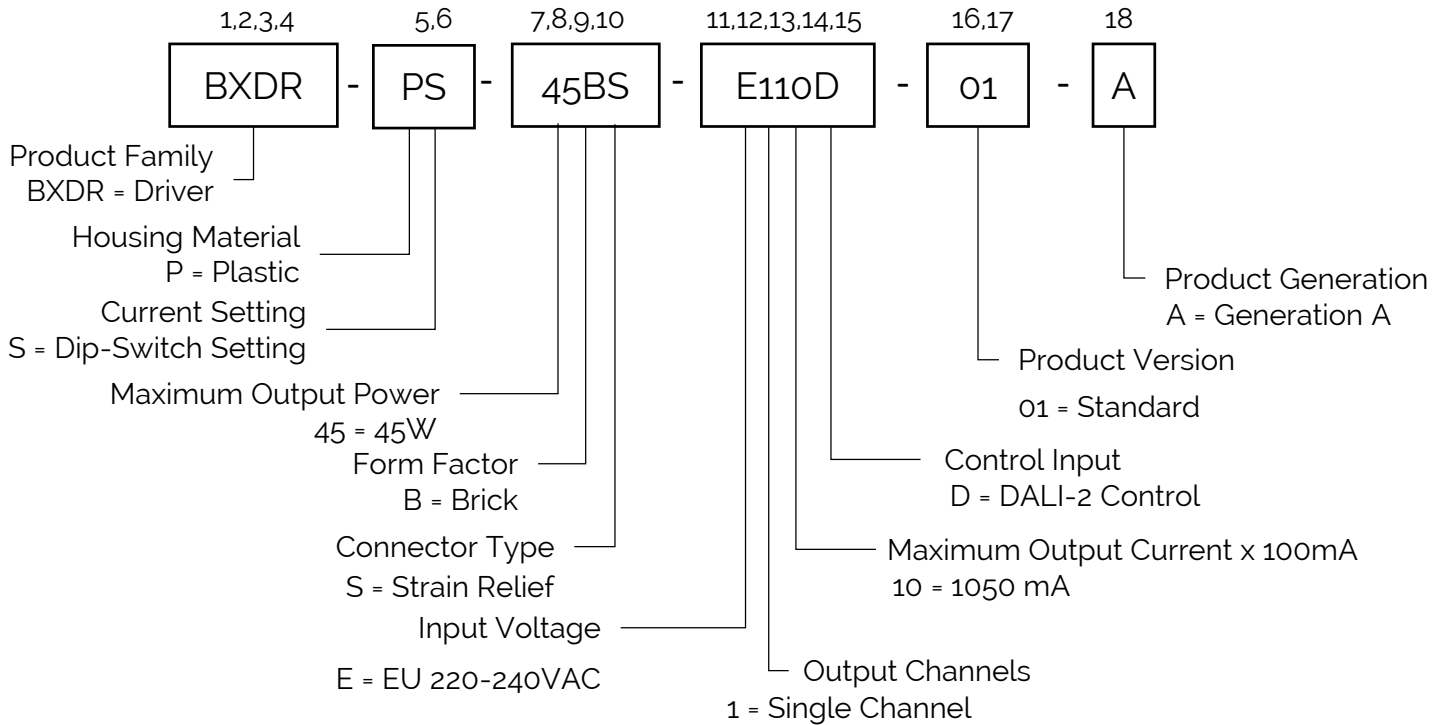 1,2,3,4 5,6 7,8,9,10 11,12,13,14,15 16,17 18
BXDR - PS - 45BS - E110D - 01 - A
Product Family
BXDR = Driver
Housing Material
P = Plastic
Current Setting
S = Dip-Switch Setting
Maximum Output Power
45 = 45W
Form Factor
B = Brick
Connector Type
S = Strain Relief
Input Voltage
E = EU 220-240VAC
Product Generation
A = Generation A
Product Version
01 = Standard
Control Input
D = DALI-2 Control
Maximum Output Current x 100mA
10 = 1050 mA
Output Channels
1 = Single Channel